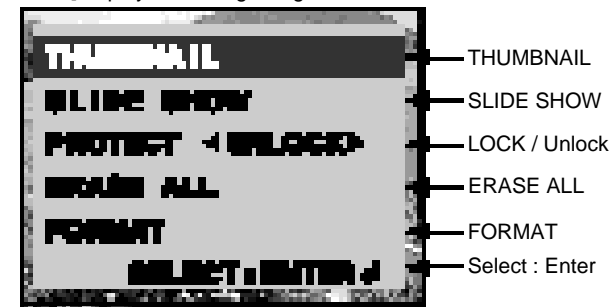 THUMBNAIL THUMBNAIL
SLIDE SHOW SLIDE SHOW
PROTECT <UNLOCK> LOCK / Unlock
ERASE ALL ERASE ALL
FORMAT FORMAT
SELECT : ENTER ↲ Select : Enter